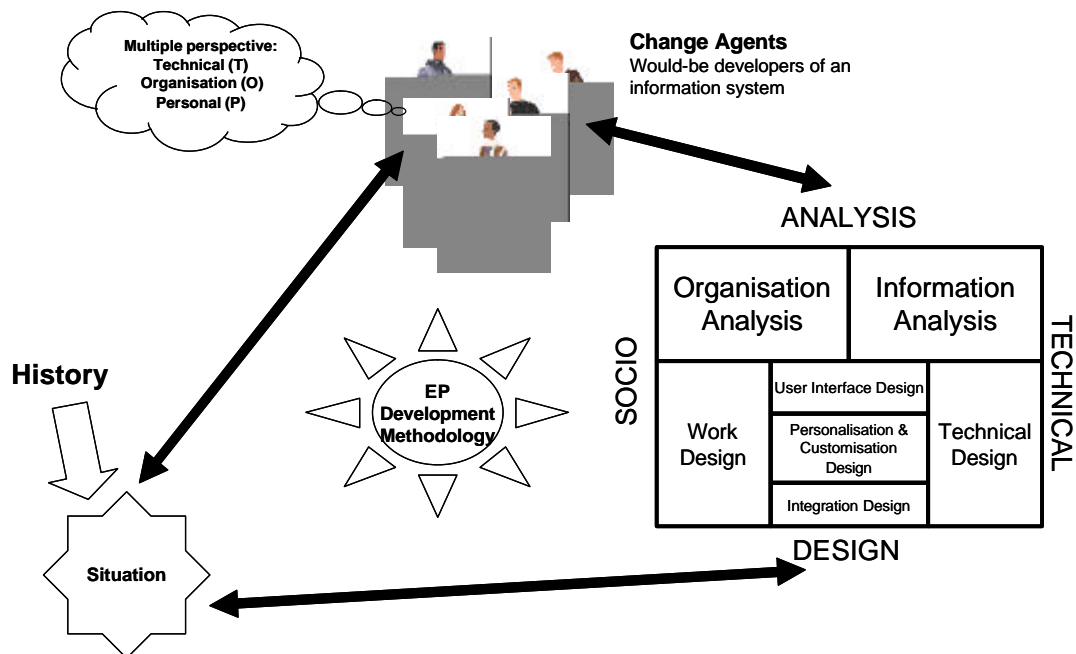 Multiple perspective:
Technical (T)
Organisation (O)
Personal (P)
Change Agents
Would-be developers of an
information system
ANALYSIS
Organisation
Analysis
Information
Analysis
SOCIO
TECHNICAL
History
EP
Development
Methodology
User Interface Design
Work
Design
Personalisation &
Customisation
Design
Technical
Design
Integration Design
DESIGN
Situation